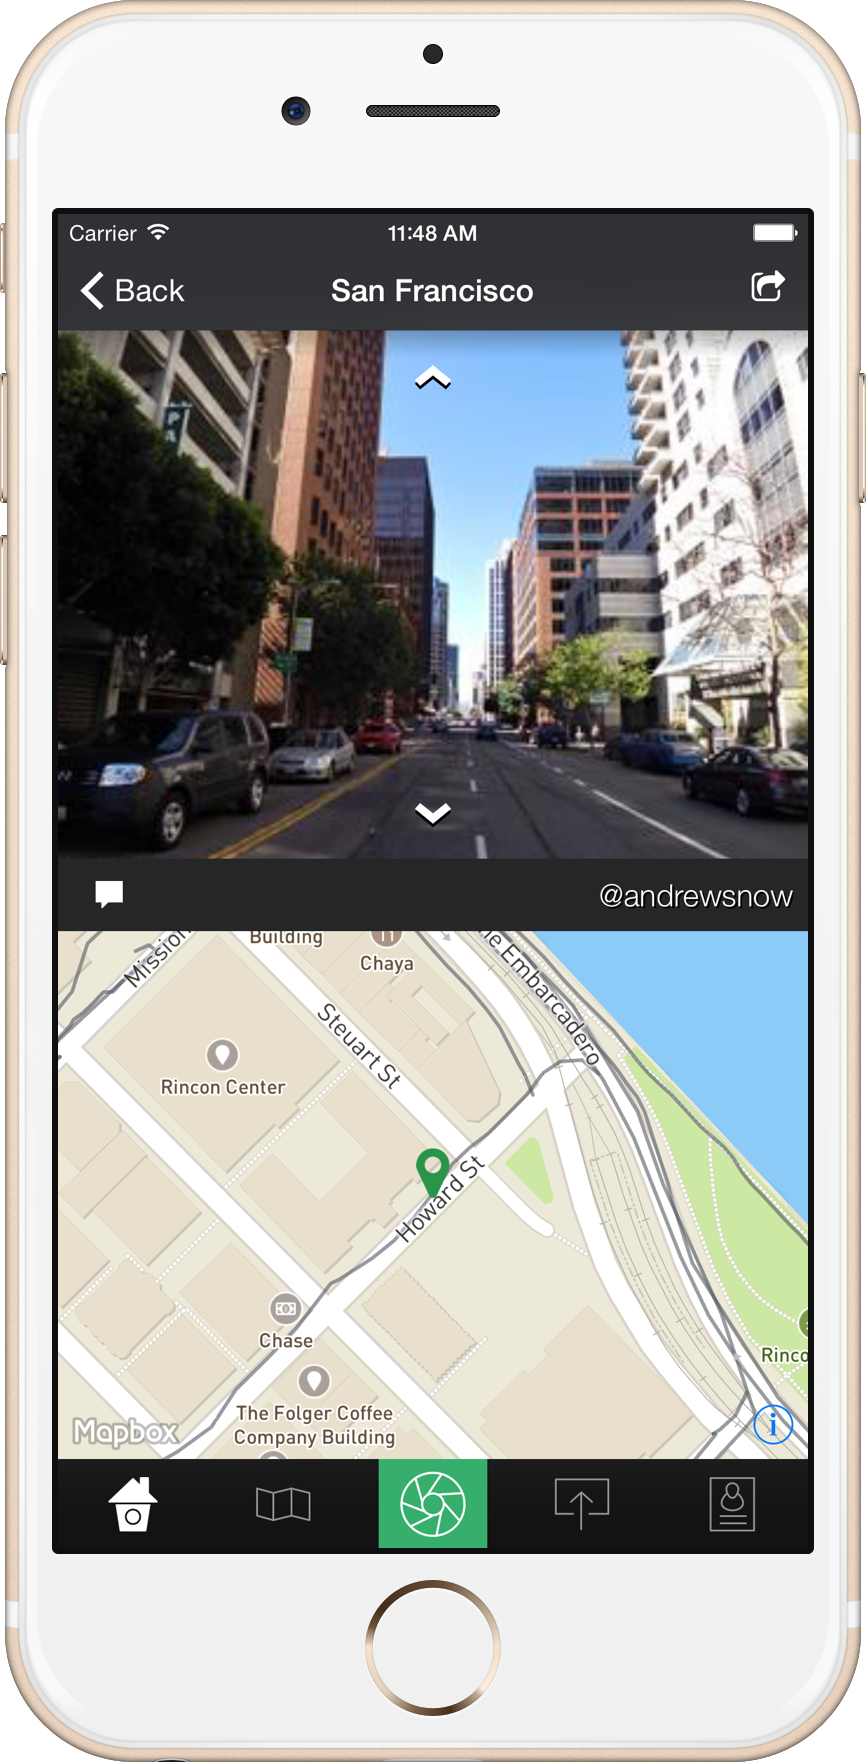 Carrier
11:48 AM
Back
San Francisco
@andrewsnow
Mission
Building
Chaya
The Embarcadero
Steuart St
Rincon Center
Howard St
Chase
Rinco
The Folger Coffee
Company Building
Mapbox
i